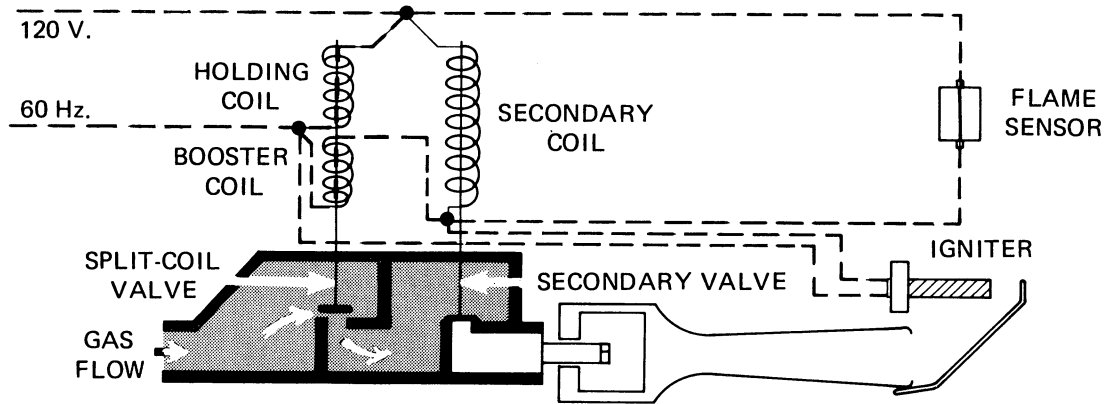 120 V.
HOLDING
COIL
60 Hz.
BOOSTER
COIL
SECONDARY
COIL
FLAME
SENSOR
SPLIT-COIL
VALVE
SECONDARY VALVE
IGNITER
GAS
FLOW